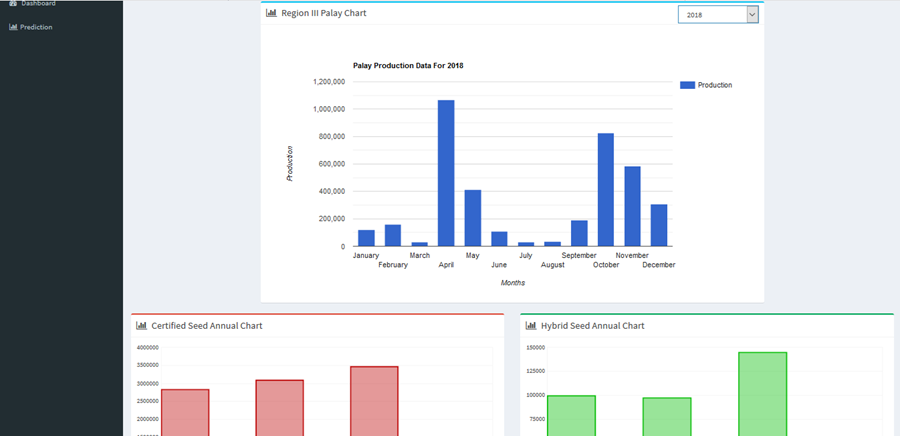 Dashboard
Prediction
Region III Palay Chart
2018
Palay Production Data For 2018
1,200,000
1,000,000
800,000
600,000
400,000
200,000
0
Production
Production
January
February
March
April
May
June
July
August
September
October
November
December
Months
Certified Seed Annual Chart
4000000
3500000
3000000
2500000
2000000
Hybrid Seed Annual Chart
150000
125000
100000
75000